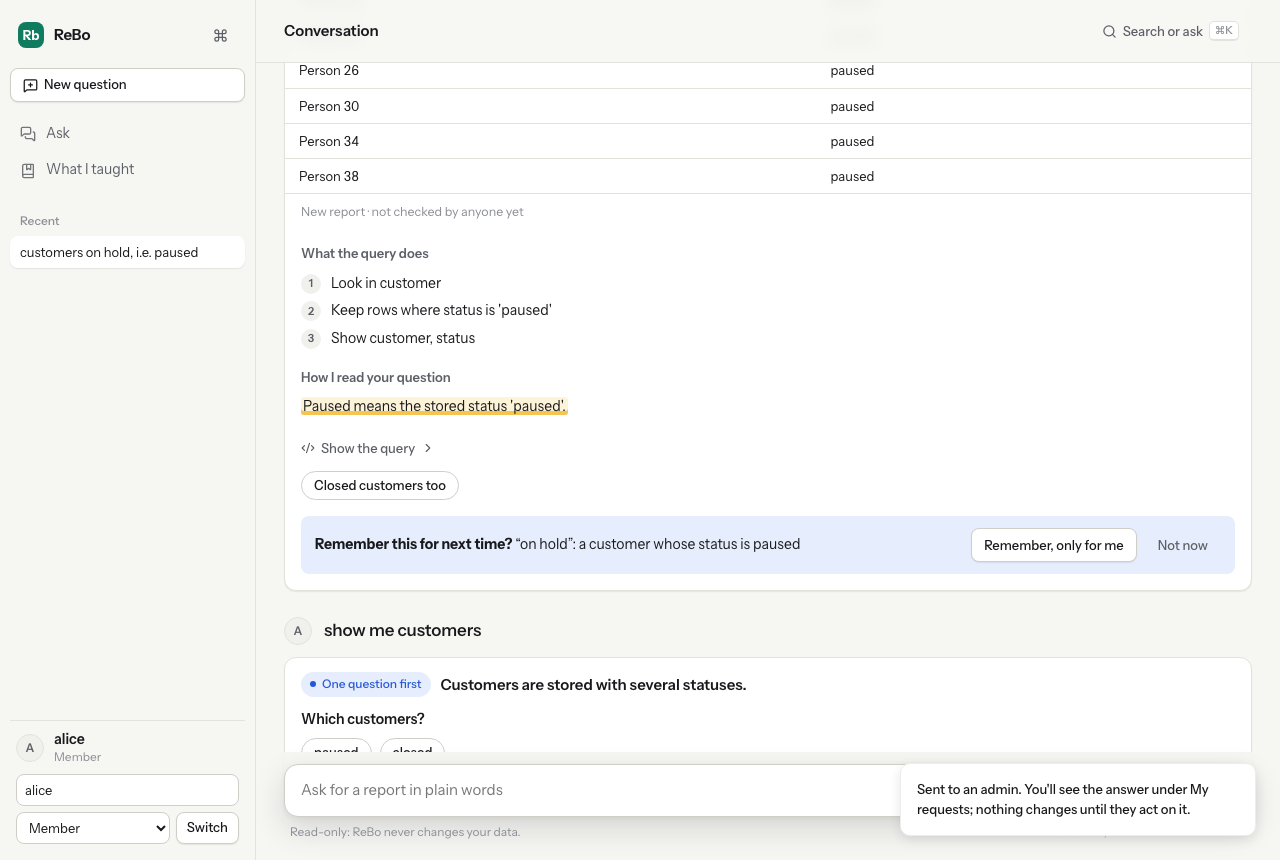 Rb ReBo ⌘
New question
Ask
What I taught
Recent
customers on hold, i.e. paused
alice
A
Member
alice
Member Switch
Conversation
Search or ask ⌘K
Person 26 paused
Person 30 paused
Person 34 paused
Person 38 paused
New report · not checked by anyone yet
What the query does
1 Look in customer
2 Keep rows where status is 'paused'
3 Show customer, status
How I read your question
Paused means the stored status 'paused'.
</> Show the query
Closed customers too
Remember this for next time? “on hold”: a customer whose status is paused
Remember, only for me Not now
A show me customers
One question first Customers are stored with several statuses.
Which customers?
paused closed
Ask for a report in plain words
Read-only: ReBo never changes your data.
Sent to an admin. You'll see the answer under My
requests; nothing changes until they act on it.